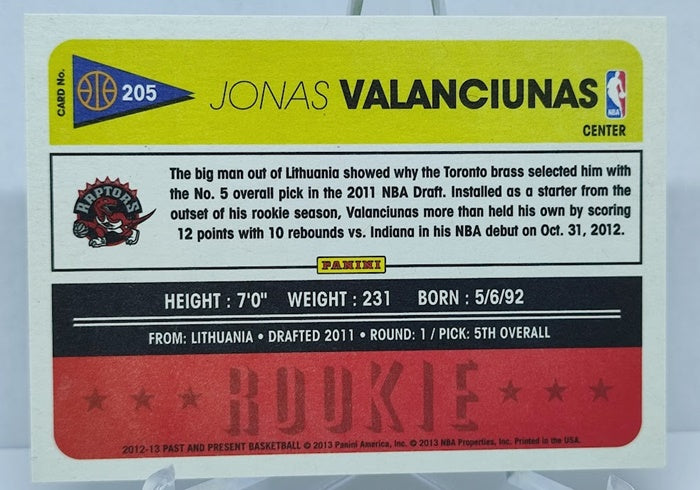 CARD No.
205
JONAS VALANCIUNAS
NBA
CENTER
RAPTORS
The big man out of Lithuania showed why the Toronto brass selected him with
the No. 5 overall pick in the 2011 NBA Draft. Installed as a starter from the
outset of his rookie season, Valanciunas more than held his own by scoring
12 points with 10 rebounds vs. Indiana in his NBA debut on Oct. 31, 2012.
PANINI
HEIGHT : 7'0" WEIGHT : 231 BORN : 5/6/92
FROM: LITHUANIA • DRAFTED 2011 • ROUND: 1 / PICK: 5TH OVERALL
ROOKIE
2012-13 PAST AND PRESENT BASKETBALL © 2013 Panini America, Inc. © 2013 NBA Properties, Inc. Printed in the USA.